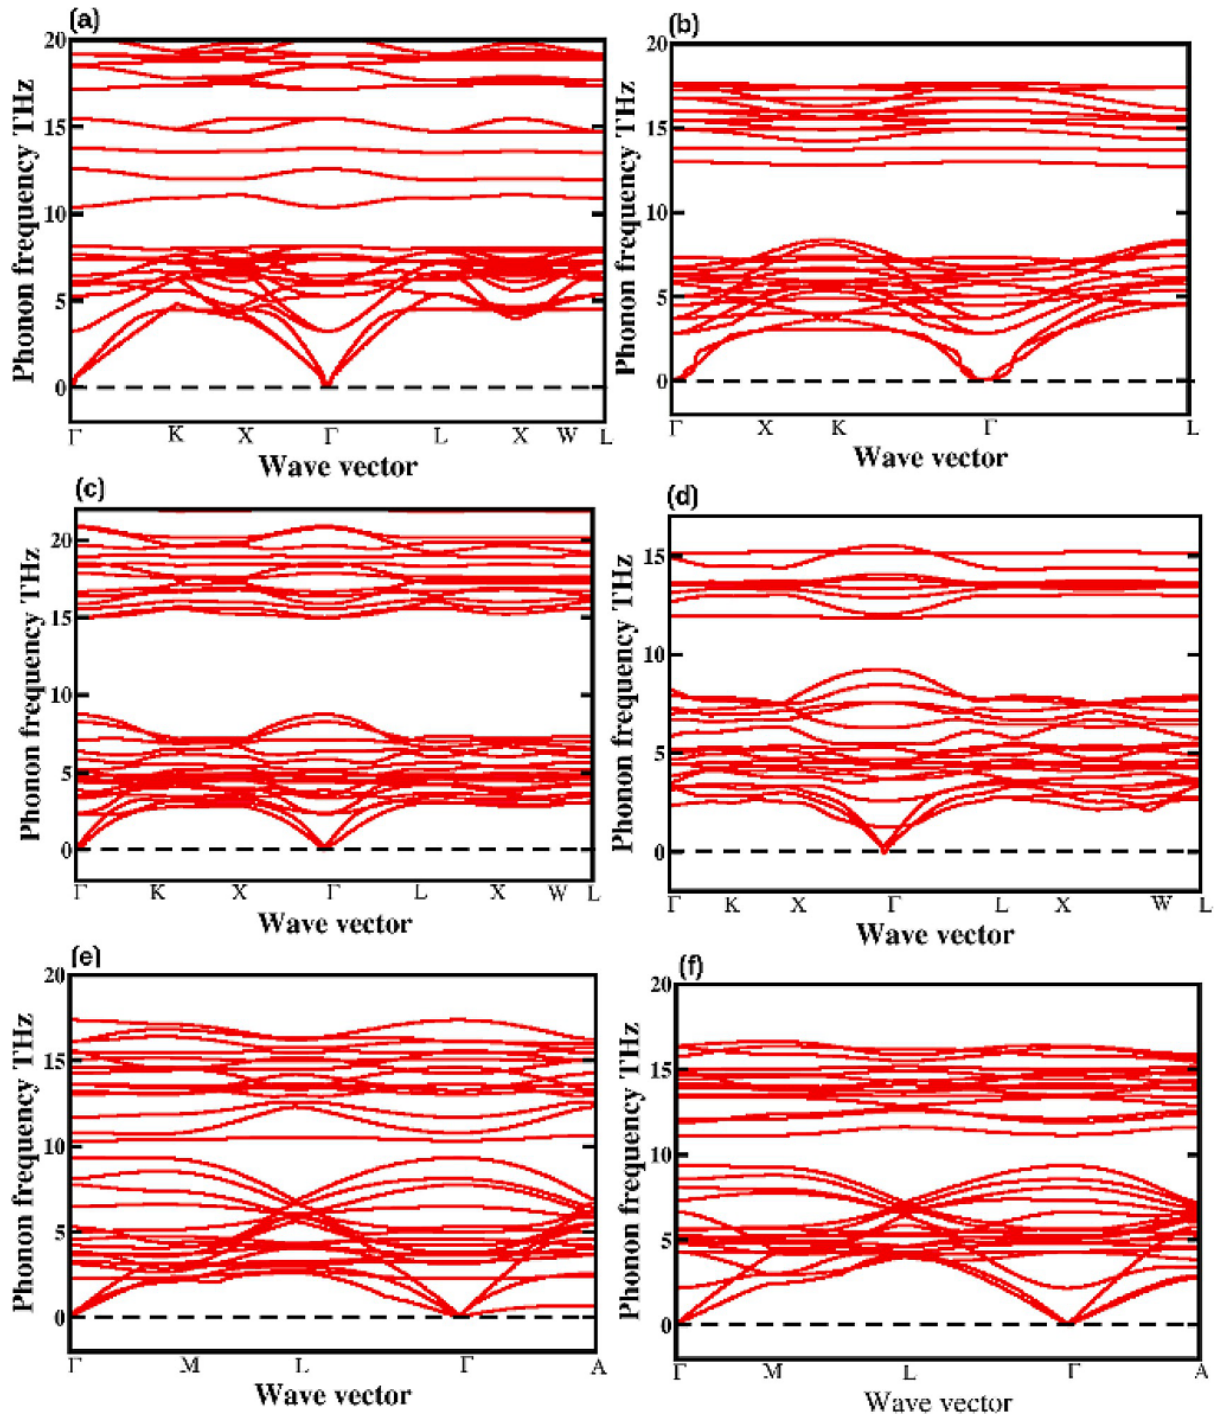 (a)
20
15
10
5
0
Phonon frequency THz
Γ K X Γ L X W L
Wave vector
(b)
20
15
10
5
0
Phonon frequency THz
Γ X K Γ L
Wave vector
(c)
20
15
10
5
0
Phonon frequency THz
Γ K X Γ L X W L
Wave vector
(d)
15
10
5
0
Phonon frequency THz
Γ K X Γ L X W L
Wave vector
(e)
20
15
10
5
0
Phonon frequency THz
Γ M L Γ A
Wave vector
(f)
20
15
10
5
0
Phonon frequency THz
Γ M L Γ A
Wave vector